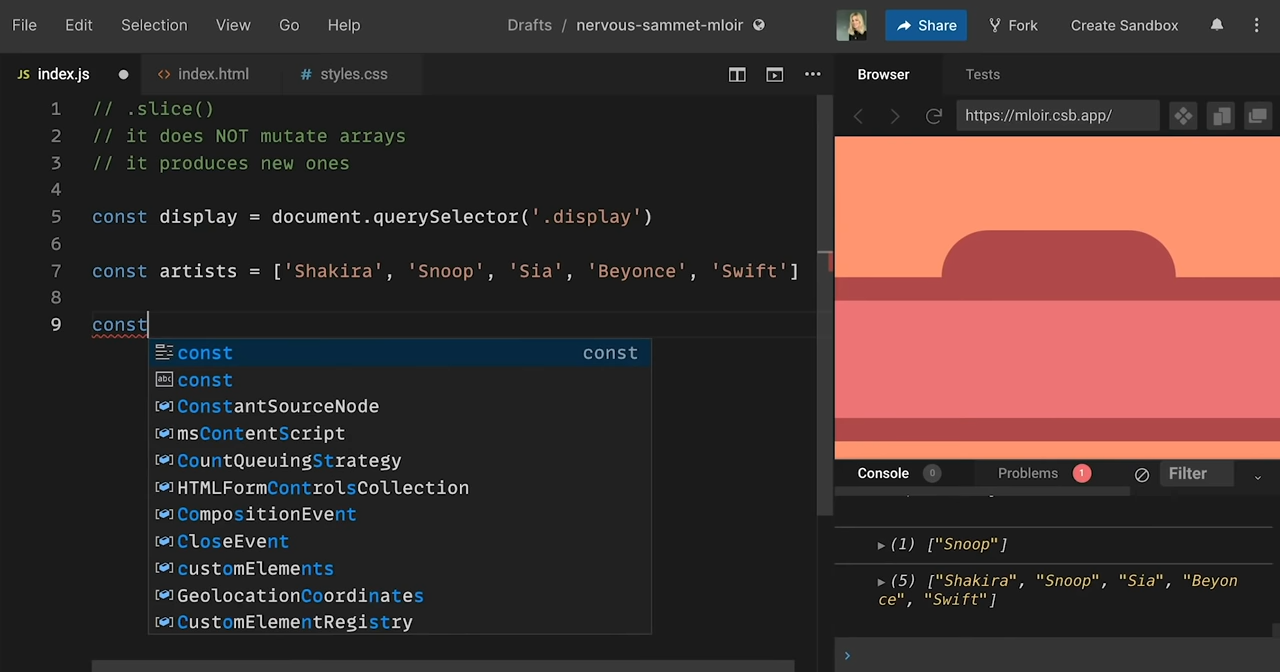 File Edit Selection View Go Help Drafts / nervous-sammet-mloir Share Fork Create Sandbox
JS index.js <> index.html # styles.css Browser Tests
https://mloir.csb.app/
1 // .slice()
2 // it does NOT mutate arrays
3 // it produces new ones
4
5 const display = document.querySelector('.display')
6
7 const artists = ['Shakira', 'Snoop', 'Sia', 'Beyonce', 'Swift']
8
9 const
const const
abc const
ConstantSourceNode
msContentScript
CountQueuingStrategy
HTMLFormControlsCollection
CompositionEvent
CloseEvent
customElements
GeolocationCoordinates
CustomElementRegistry
Console 0 Problems 1 Filter
(1) ["Snoop"]
(5) ["Shakira", "Snoop", "Sia", "Beyon
ce", "Swift"]